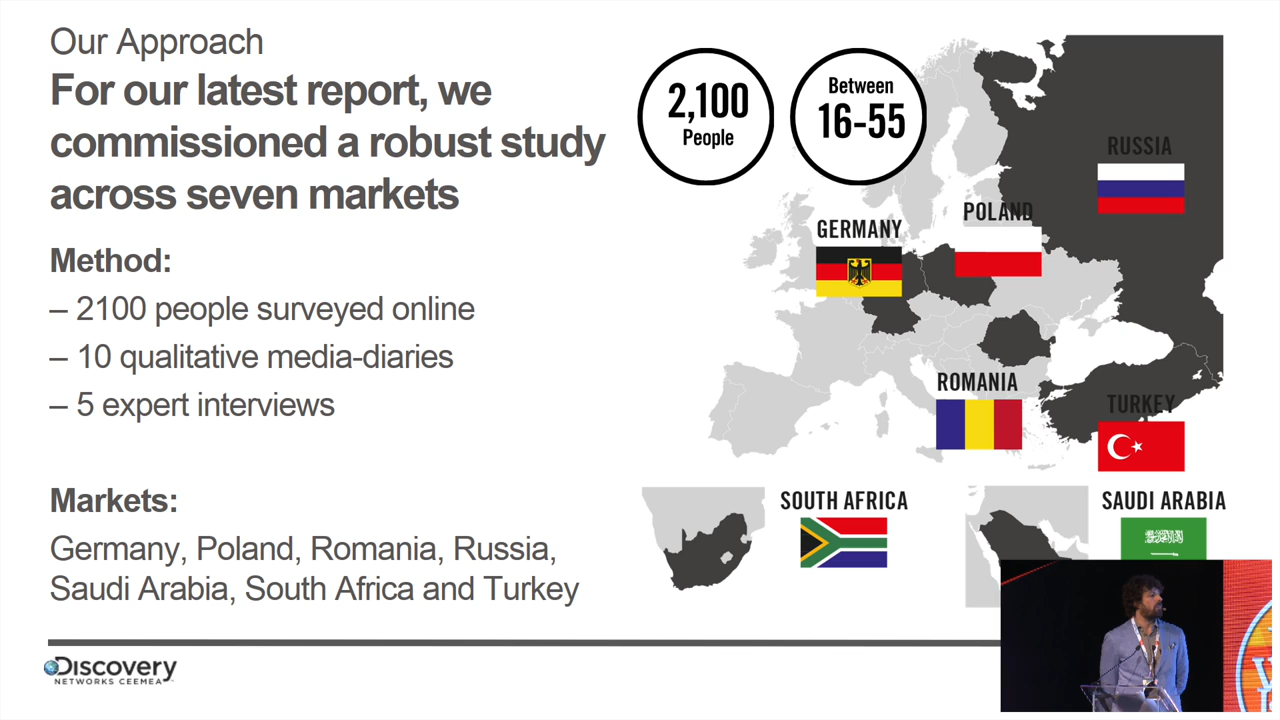 Our Approach
For our latest report, we
commissioned a robust study
across seven markets
Method:
– 2100 people surveyed online
– 10 qualitative media-diaries
– 5 expert interviews
Markets:
Germany, Poland, Romania, Russia,
Saudi Arabia, South Africa and Turkey
2,100
People
Between
16-55
RUSSIA
POLAND
GERMANY
ROMANIA
TURKEY
SOUTH AFRICA
SAUDI ARABIA
Discovery
NETWORKS CEEMEA